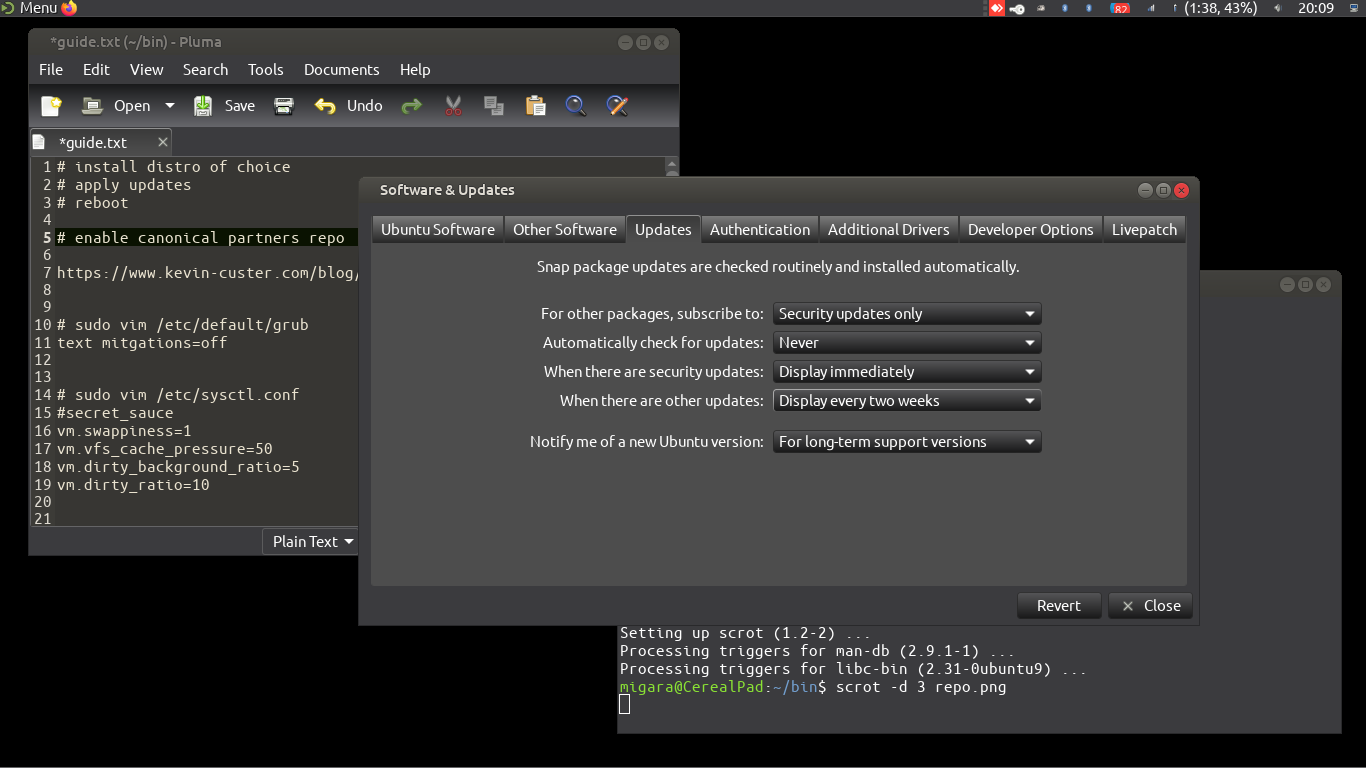 Menu
82
(1:38, 43%)
20:09
*guide.txt (~/bin) - Pluma
File Edit View Search Tools Documents Help
Open Save Undo
*guide.txt
1 # install distro of choice
2 # apply updates
3 # reboot
4
5 # enable canonical partners repo
6
7 https://www.kevin-custer.com/blog/
8
9
10 # sudo vim /etc/default/grub
11 text mitgations=off
12
13
14 # sudo vim /etc/sysctl.conf
15 #secret_sauce
16 vm.swappiness=1
17 vm.vfs_cache_pressure=50
18 vm.dirty_background_ratio=5
19 vm.dirty_ratio=10
20
21
Plain Text
Software & Updates
Ubuntu Software Other Software Updates Authentication Additional Drivers Developer Options Livepatch
Snap package updates are checked routinely and installed automatically.
For other packages, subscribe to: Security updates only
Automatically check for updates: Never
When there are security updates: Display immediately
When there are other updates: Display every two weeks
Notify me of a new Ubuntu version: For long-term support versions
Revert Close
Setting up scrot (1.2-2) ...
Processing triggers for man-db (2.9.1-1) ...
Processing triggers for libc-bin (2.31-0ubuntu9) ...
migara@CerealPad:~/bin$ scrot -d 3 repo.png